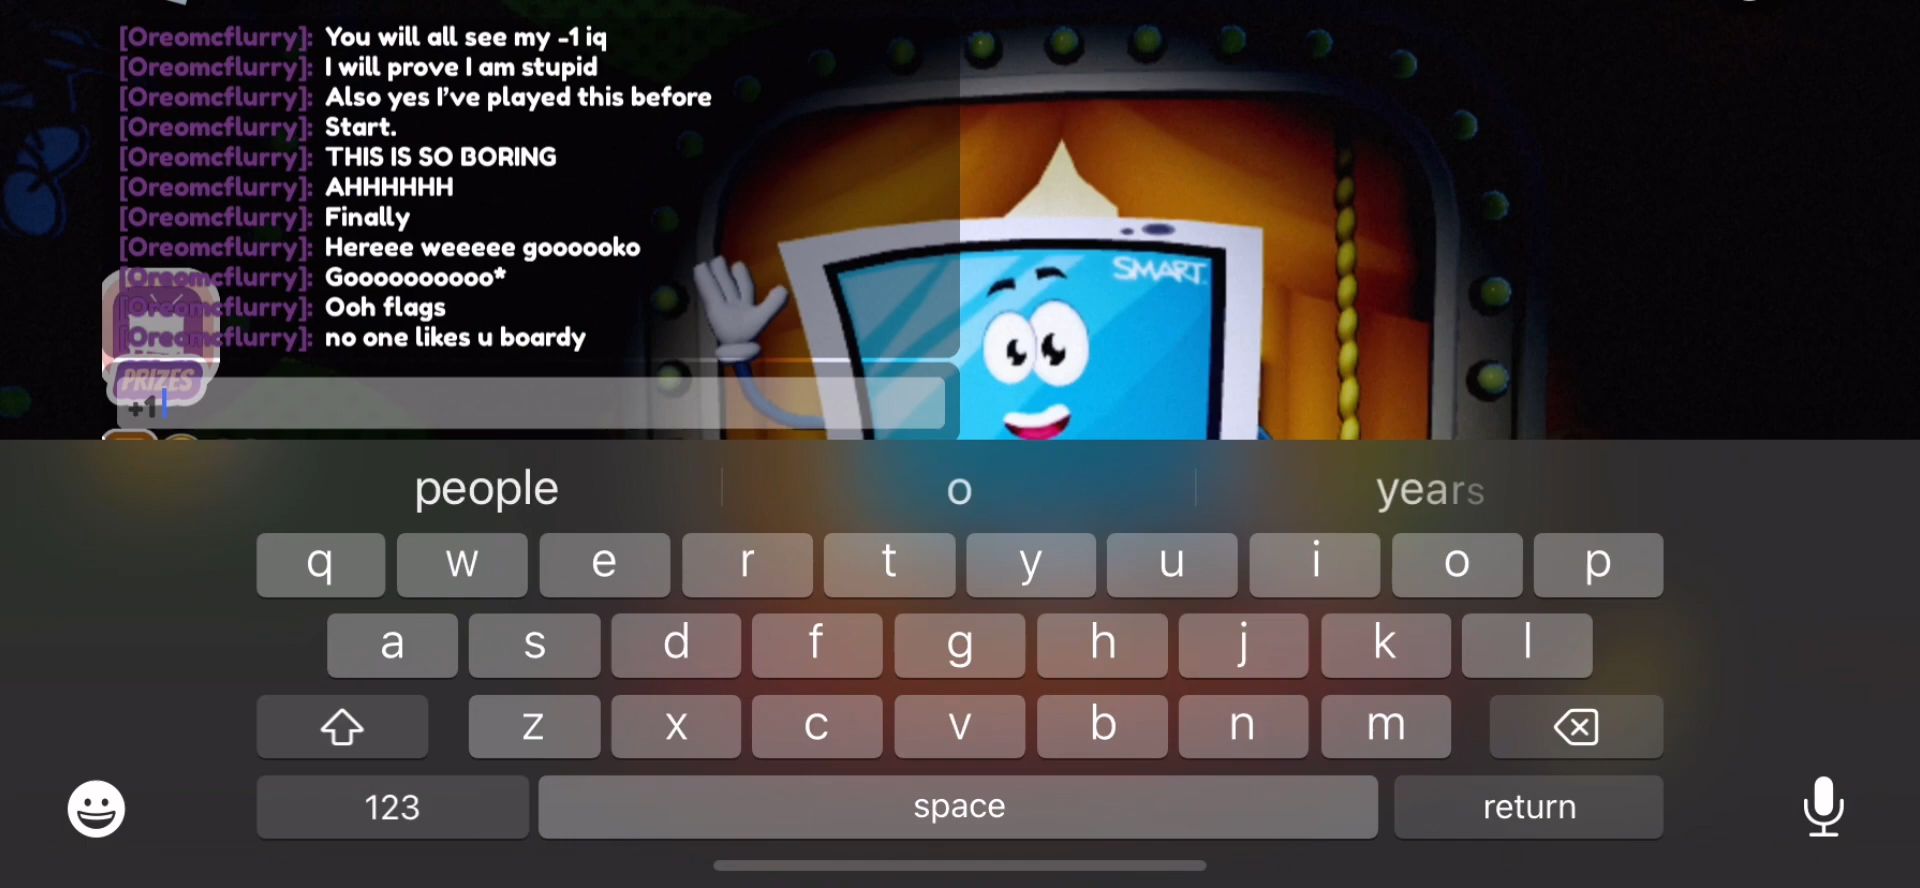 [Oreomcflurry]: You will all see my -1 iq
[Oreomcflurry]: I will prove I am stupid
[Oreomcflurry]: Also yes I've played this before
[Oreomcflurry]: Start.
[Oreomcflurry]: THIS IS SO BORING
[Oreomcflurry]: AHHHHHH
[Oreomcflurry]: Finally
[Oreomcflurry]: Hereee weeeee goooooko
[Oreomcflurry]: Goooooooooo*
[Oreomcflurry]: Ooh flags
[Oreomcflurry]: no one likes u boardy
SMART
PRIZES
+1
people o years
q w e r t y u i o p
a s d f g h j k l
z x c v b n m
123 space return